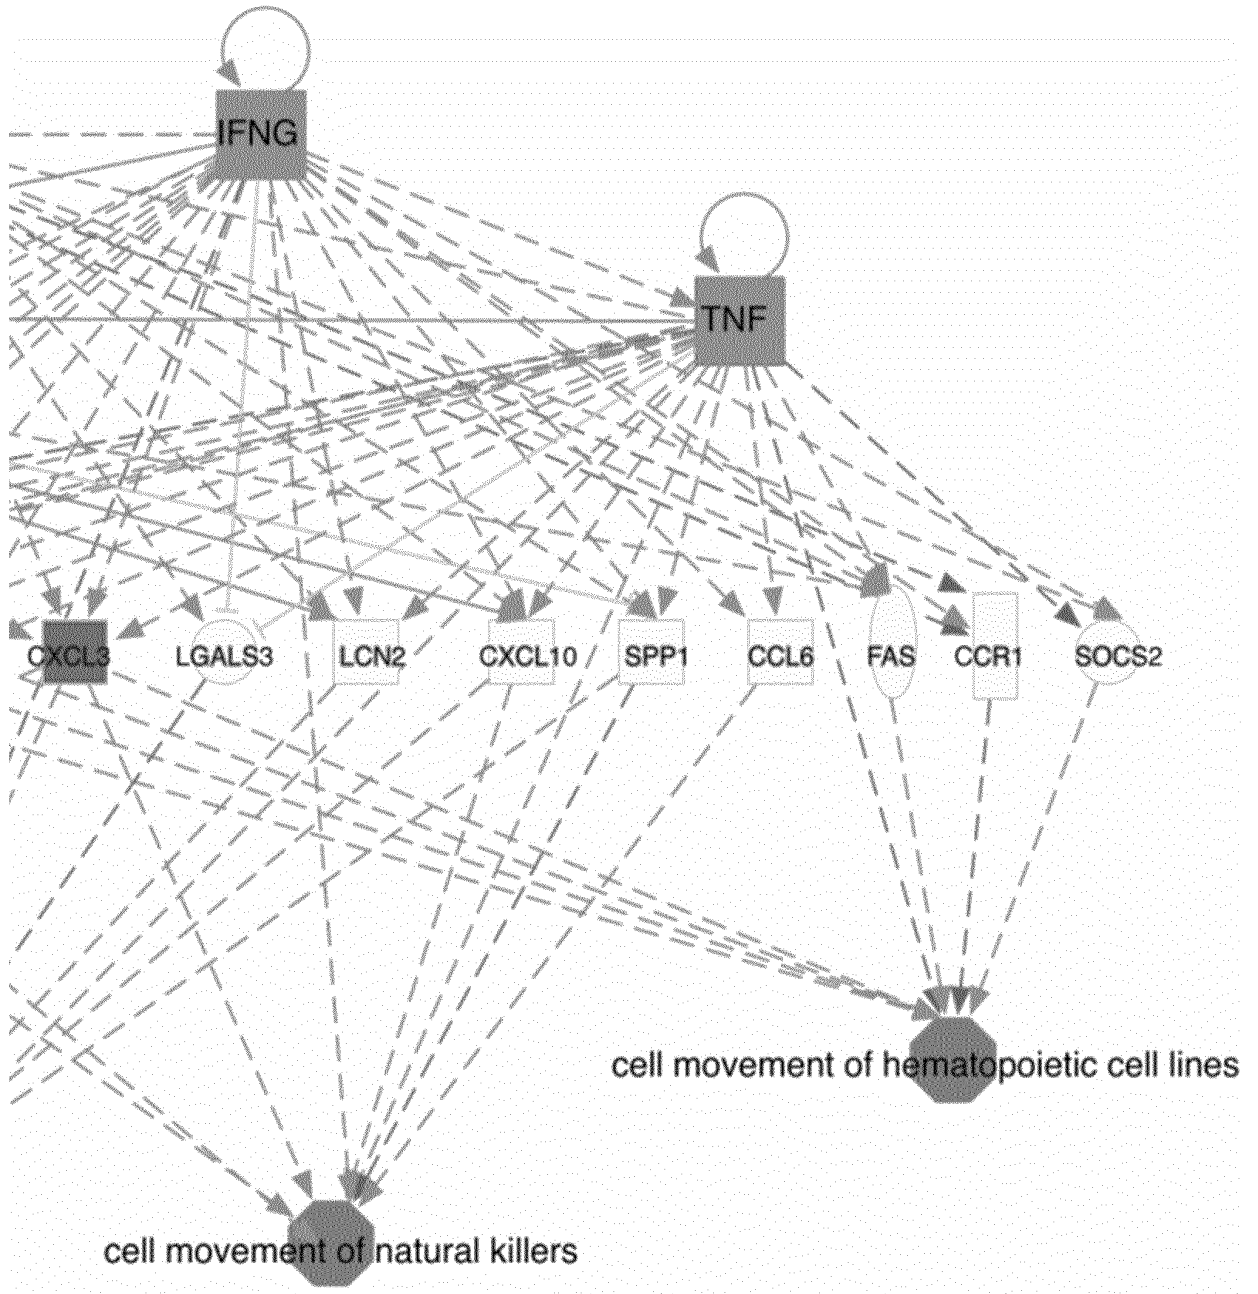 IFNG
TNF
CXCL3 LGALS3 LCN2 CXCL10 SPP1 CCL6 FAS CCR1 SOCS2
cell movement of hematopoietic cell lines
cell movement of natural killers